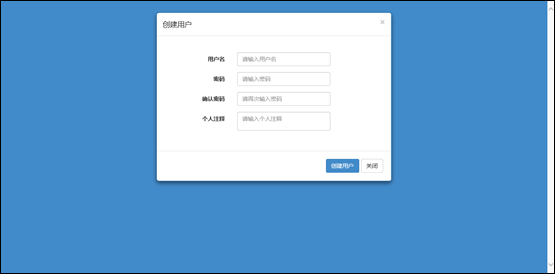 创建用户
×
用户名 请输入用户名
密码 请输入密码
确认密码 请再次输入密码
个人注释 请输入个人注释
创建用户 关闭